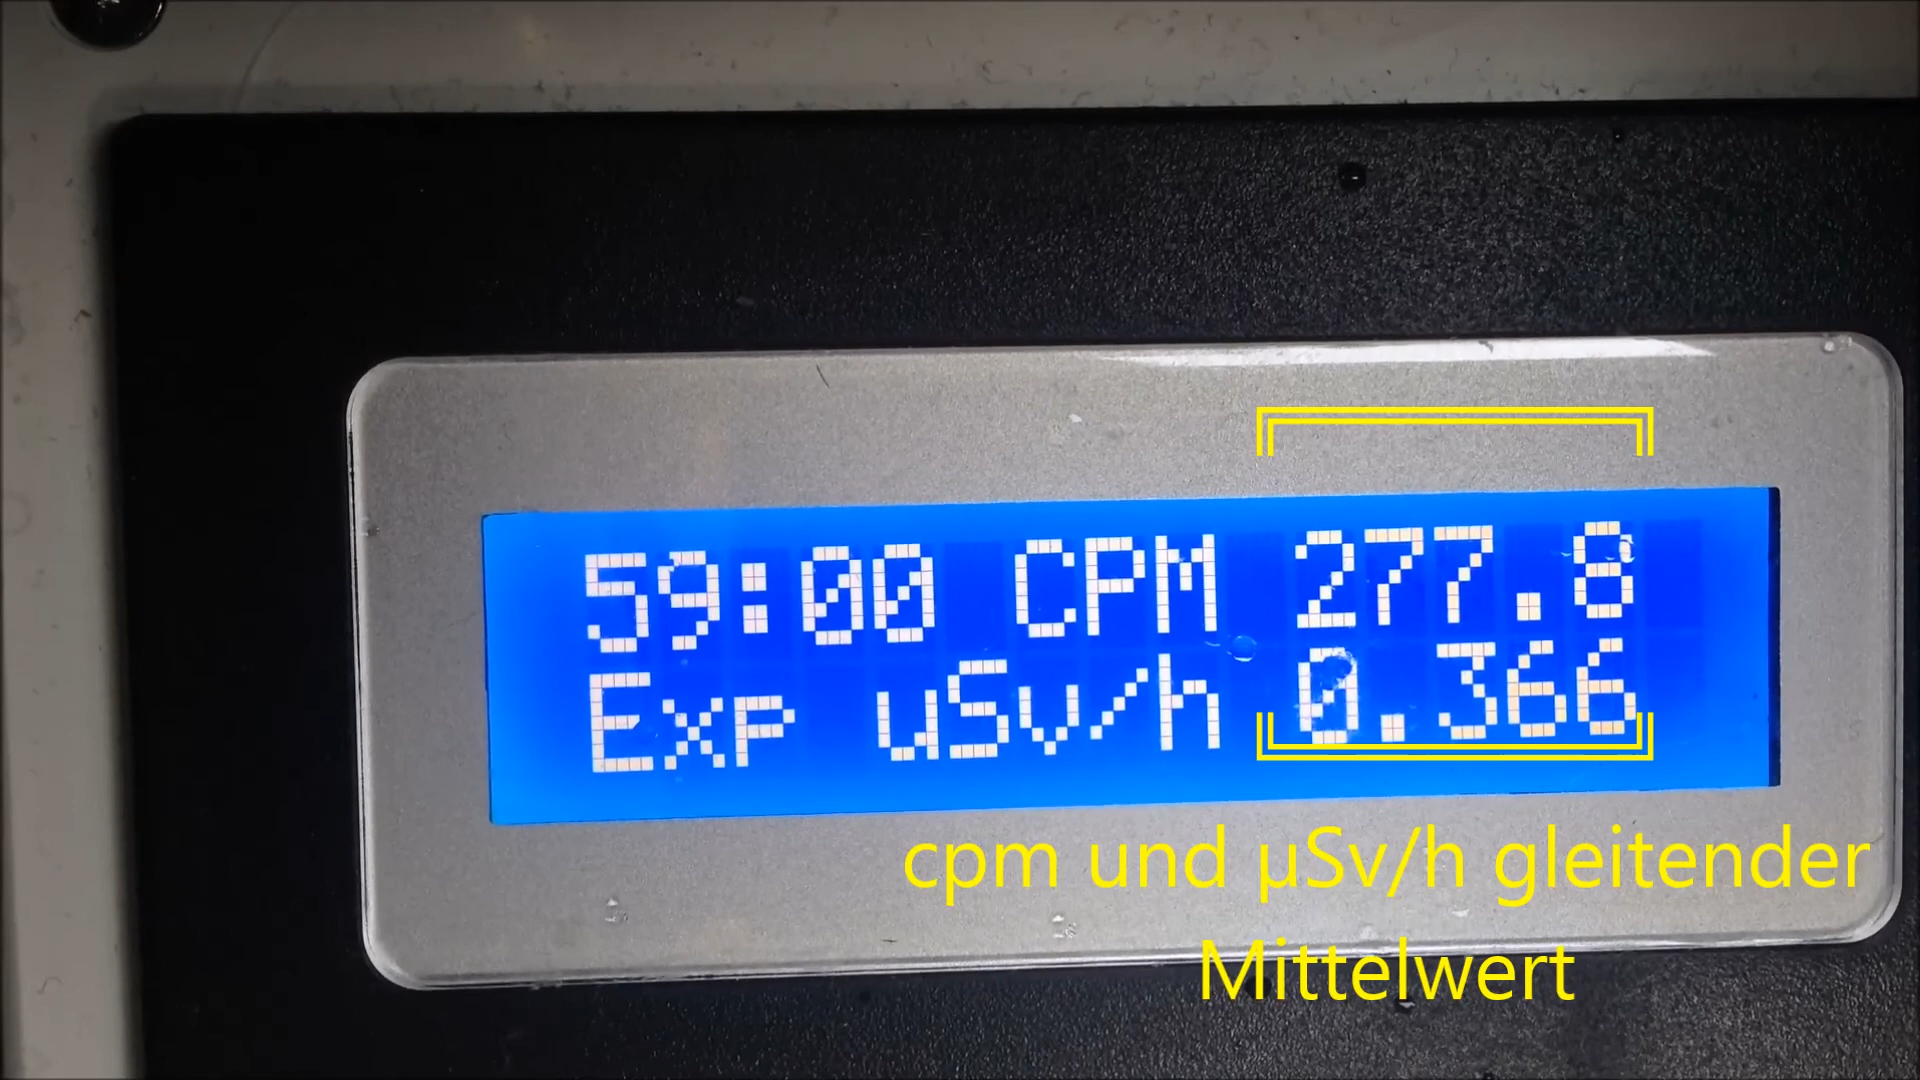 59:00 CPM 277.8
Exp uSv/h 0.366
cpm und µSv/h gleitender
Mittelwert